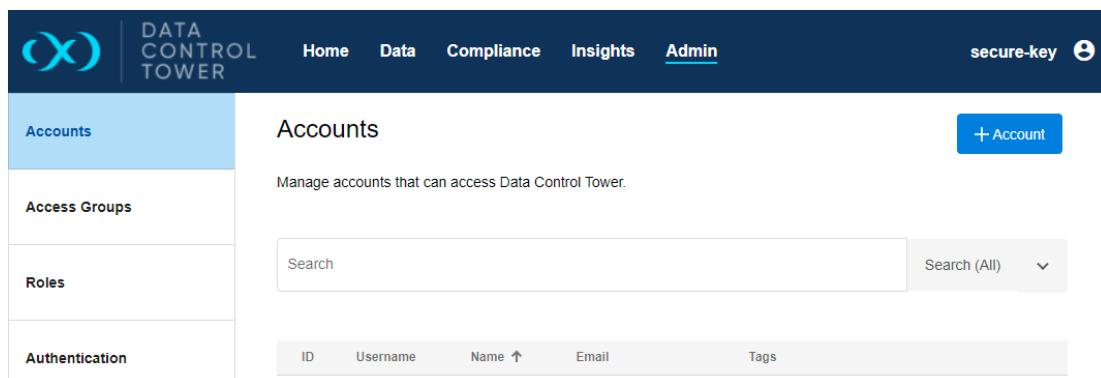 DATA
CONTROL
TOWER
Home Data Compliance Insights Admin
secure-key
Accounts
Access Groups
Roles
Authentication
Accounts
+ Account
Manage accounts that can access Data Control Tower.
Search
Search (All)
ID Username Name ↑ Email Tags